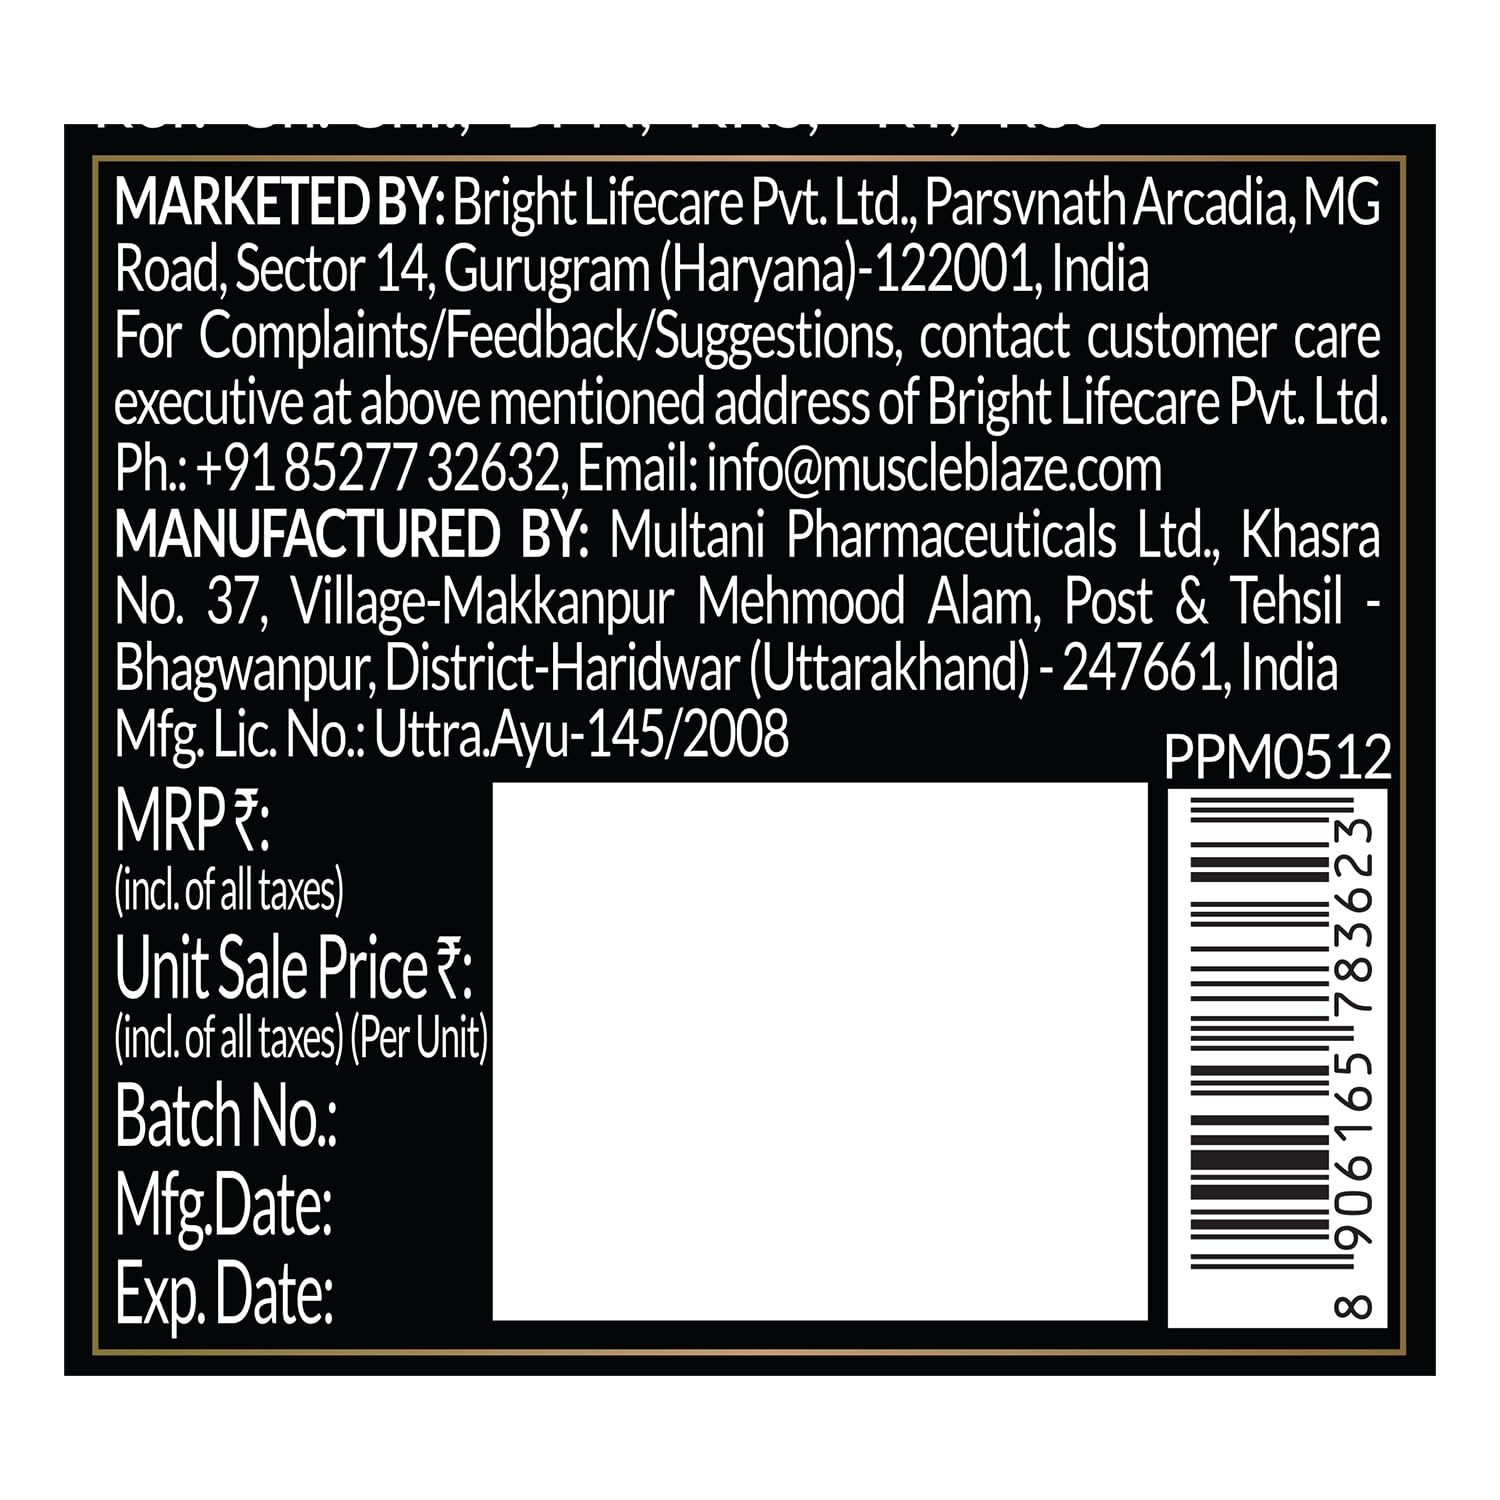 MARKETED BY: Bright Lifecare Pvt. Ltd., Parsvnath Arcadia, MG
Road, Sector 14, Gurugram (Haryana)-122001, India
For Complaints/Feedback/Suggestions, contact customer care
executive at above mentioned address of Bright Lifecare Pvt. Ltd.
Ph.: +91 85277 32632, Email: info@muscleblaze.com
MANUFACTURED BY: Multani Pharmaceuticals Ltd., Khasra
No. 37, Village-Makkanpur Mehmood Alam, Post & Tehsil -
Bhagwanpur, District-Haridwar (Uttarakhand) - 247661, India
Mfg. Lic. No.: Uttra.Ayu-145/2008
PPM0512
MRP ₹:
(incl. of all taxes)
Unit Sale Price ₹:
(incl. of all taxes) (Per Unit)
Batch No.:
Mfg.Date:
Exp. Date:
8 906165 783623